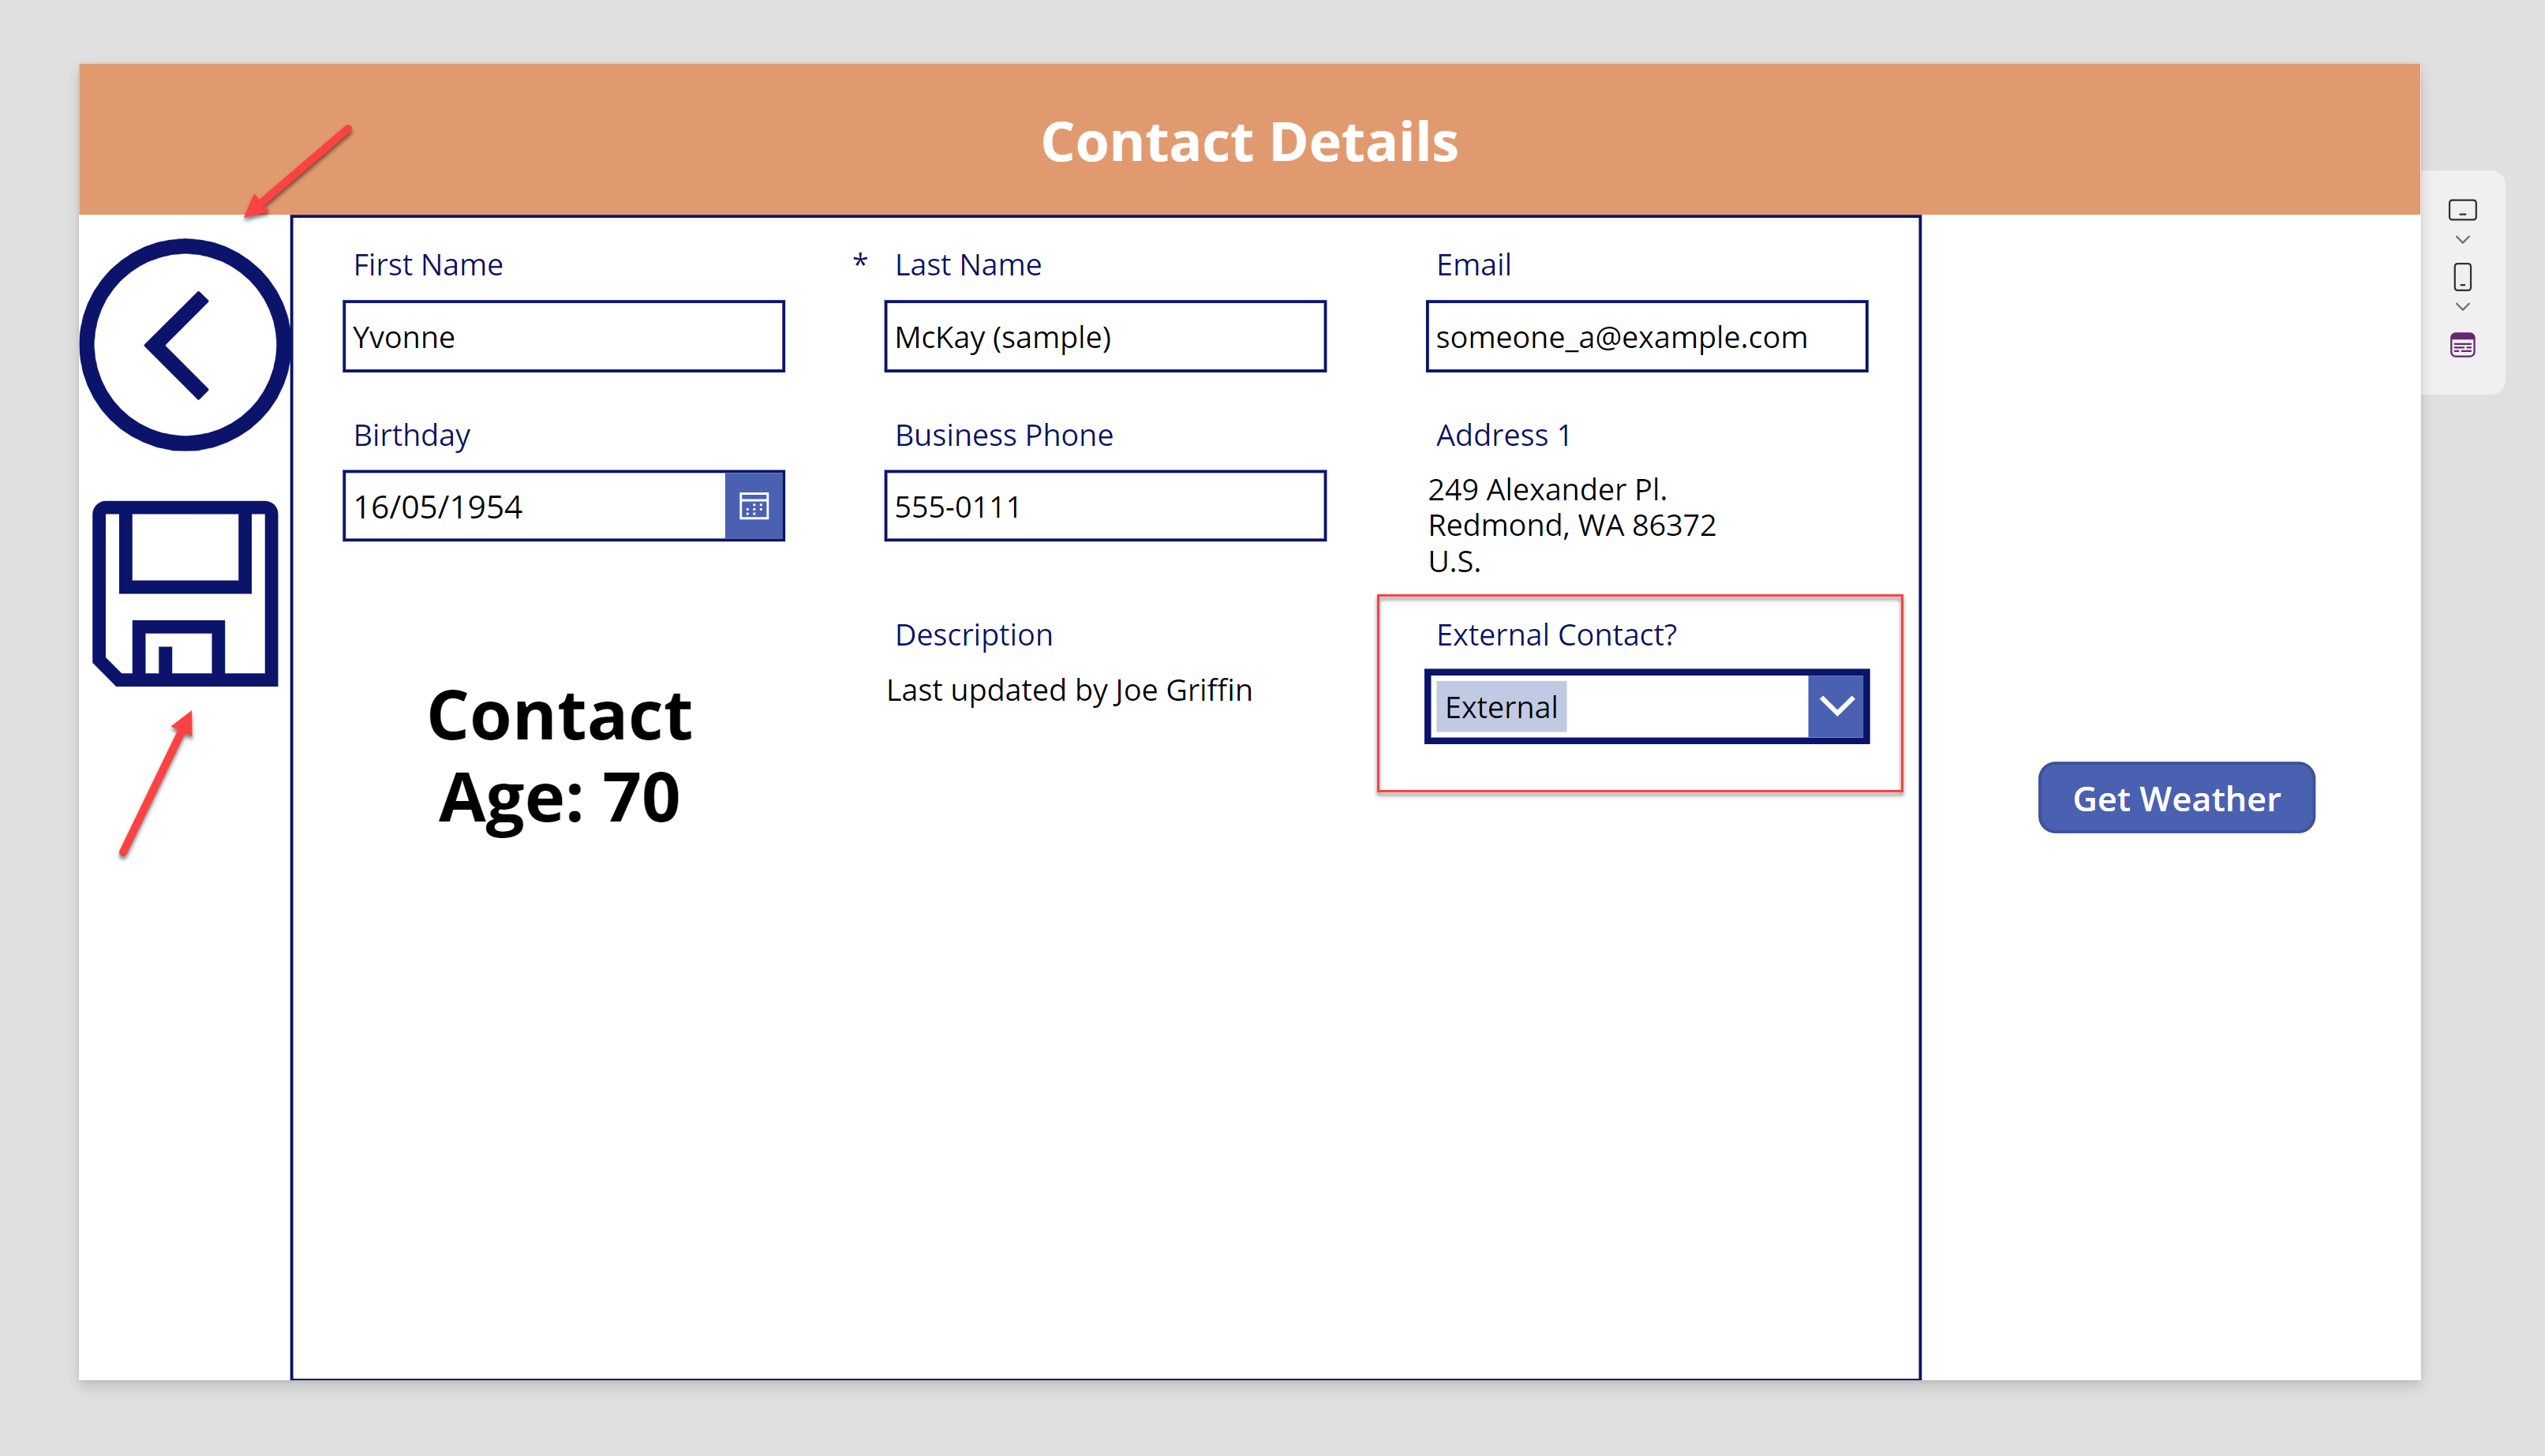 Contact Details
First Name
* Last Name
Email
Yvonne
McKay (sample)
someone_a@example.com
Birthday
Business Phone
Address 1
16/05/1954
555-0111
249 Alexander Pl.
Redmond, WA 86372
U.S.
Description
External Contact?
Last updated by Joe Griffin
External
Contact
Age: 70
Get Weather